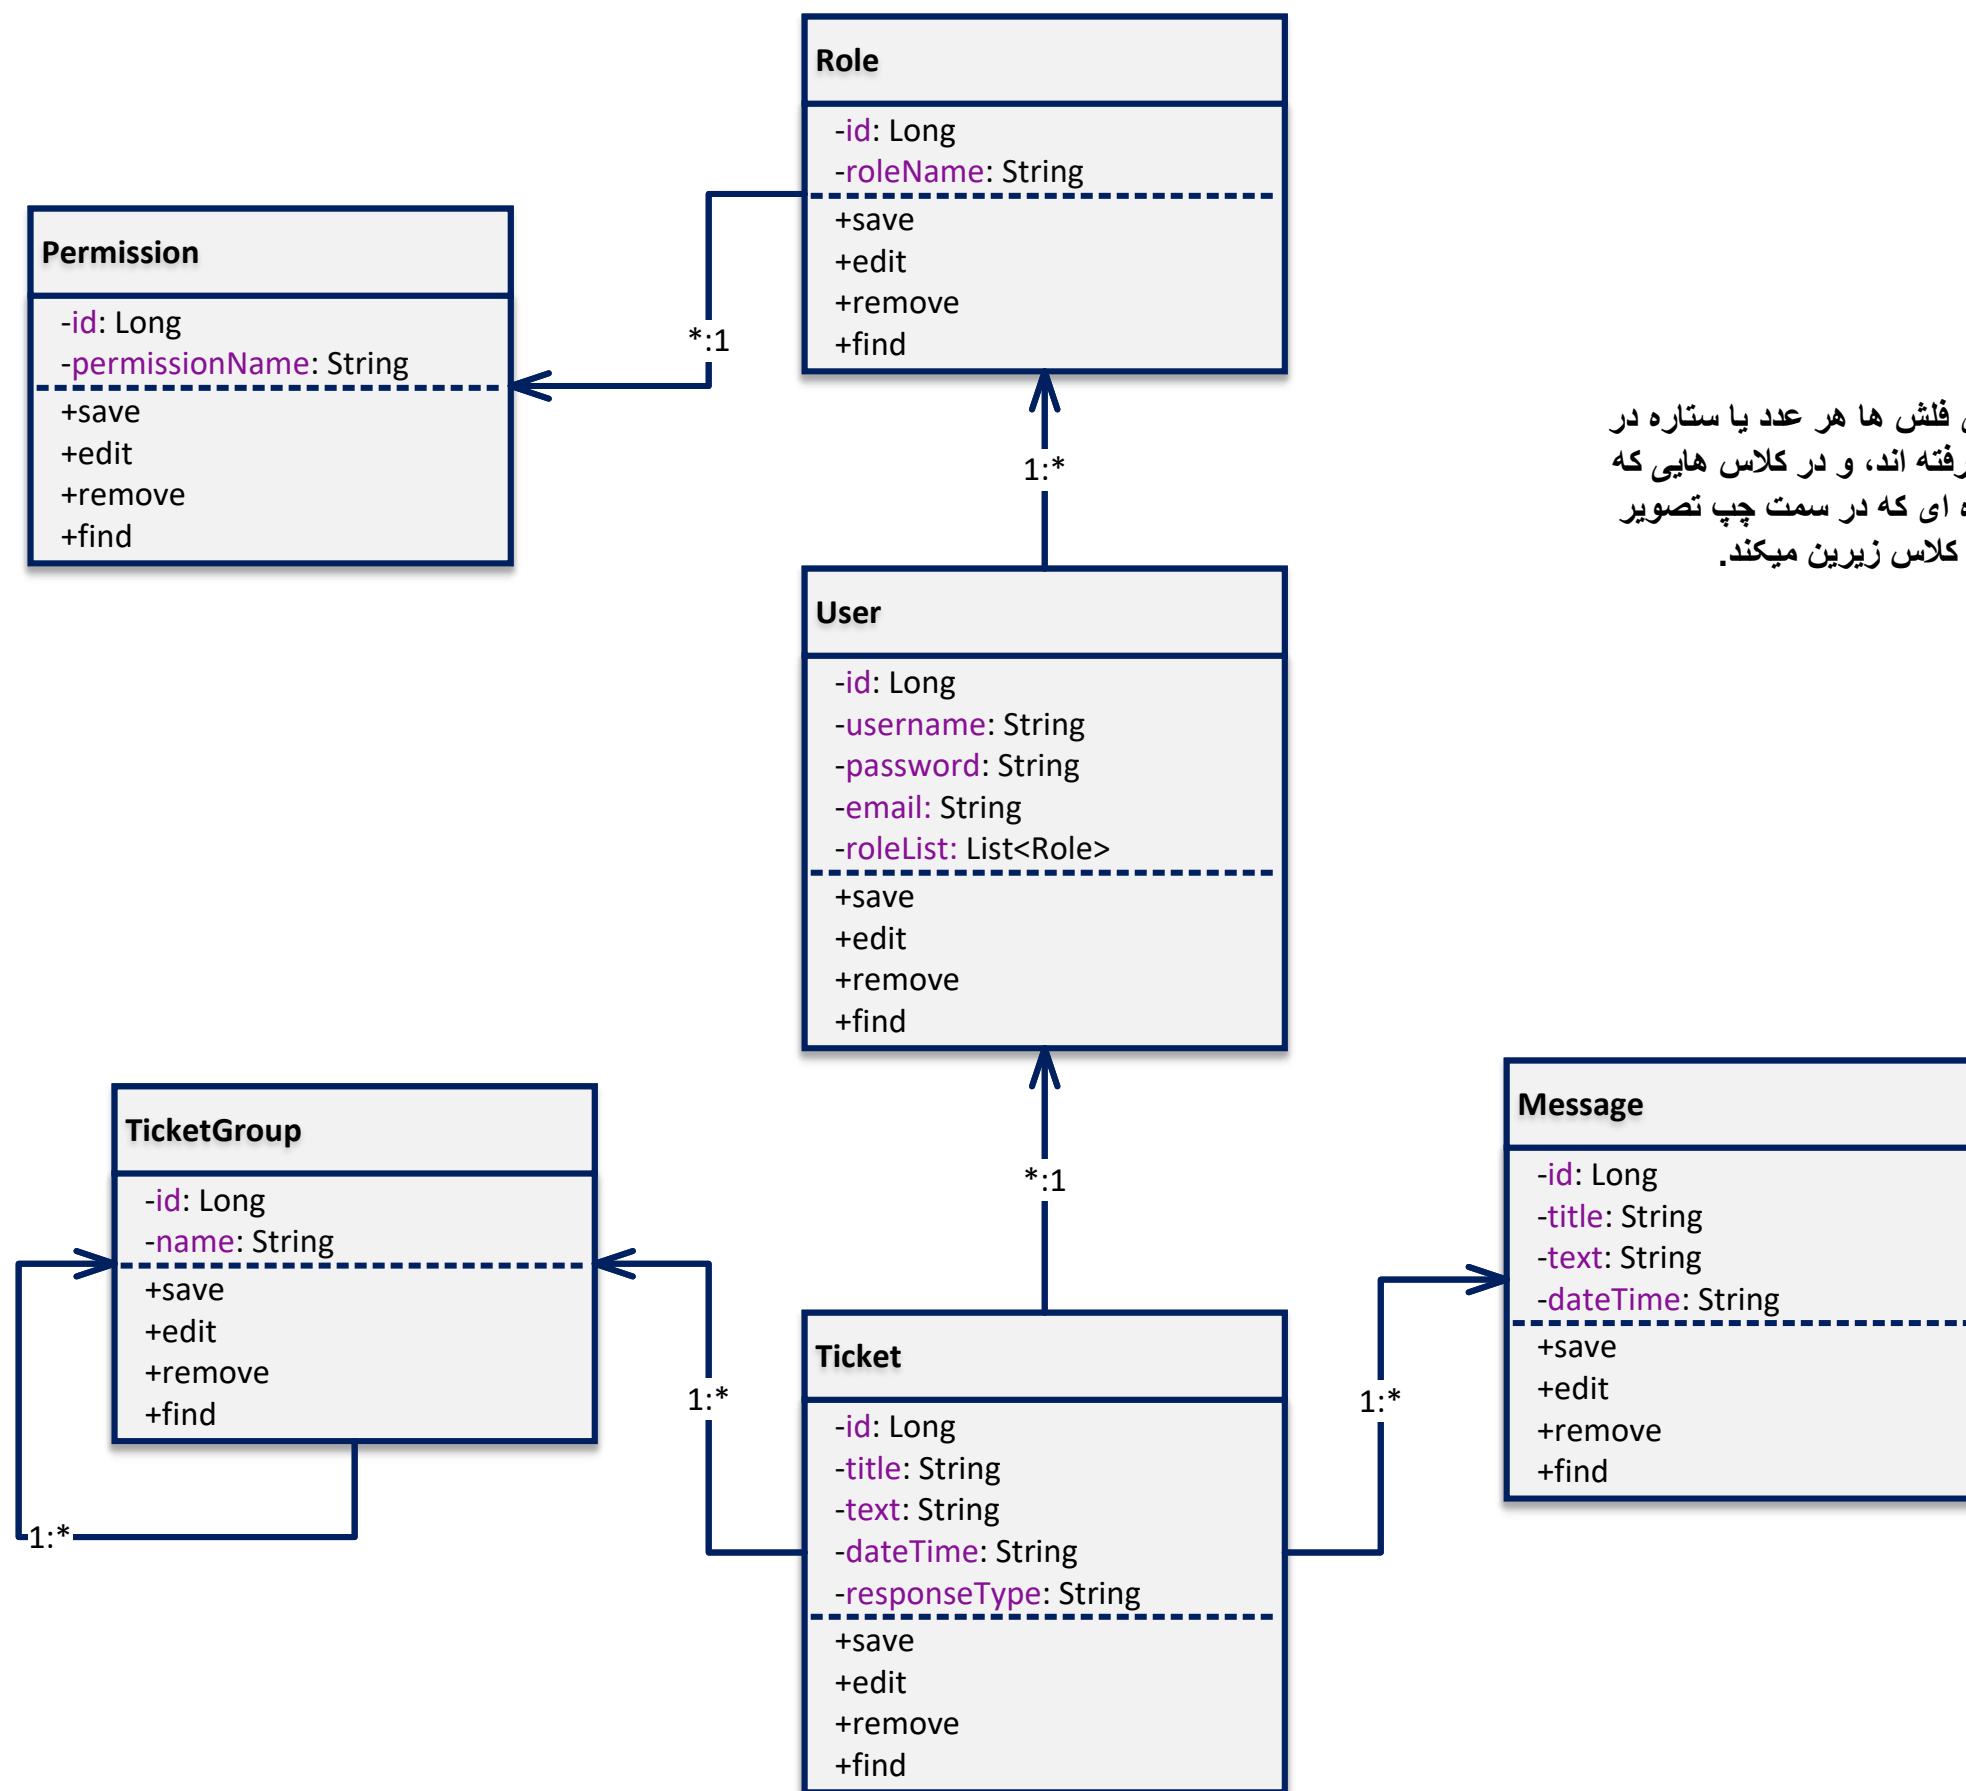 Role
-id: Long
-roleName: String
+save
+edit
+remove
+find
Permission
-id: Long
-permissionName: String
+save
+edit
+remove
+find
*:1
1:*
فلش ها هر عدد یا ستاره در
اند، و در کلاس هایی که
ای که در سمت چپ تصویر
کلاس زیرین میکند.
User
-id: Long
-username: String
-password: String
-email: String
-roleList: List<Role>
+save
+edit
+remove
+find
*:1
TicketGroup
-id: Long
-name: String
+save
+edit
+remove
+find
1:*
1:*
Ticket
-id: Long
-title: String
-text: String
-dateTime: String
-responseType: String
+save
+edit
+remove
+find
1:*
Message
-id: Long
-title: String
-text: String
-dateTime: String
+save
+edit
+remove
+find